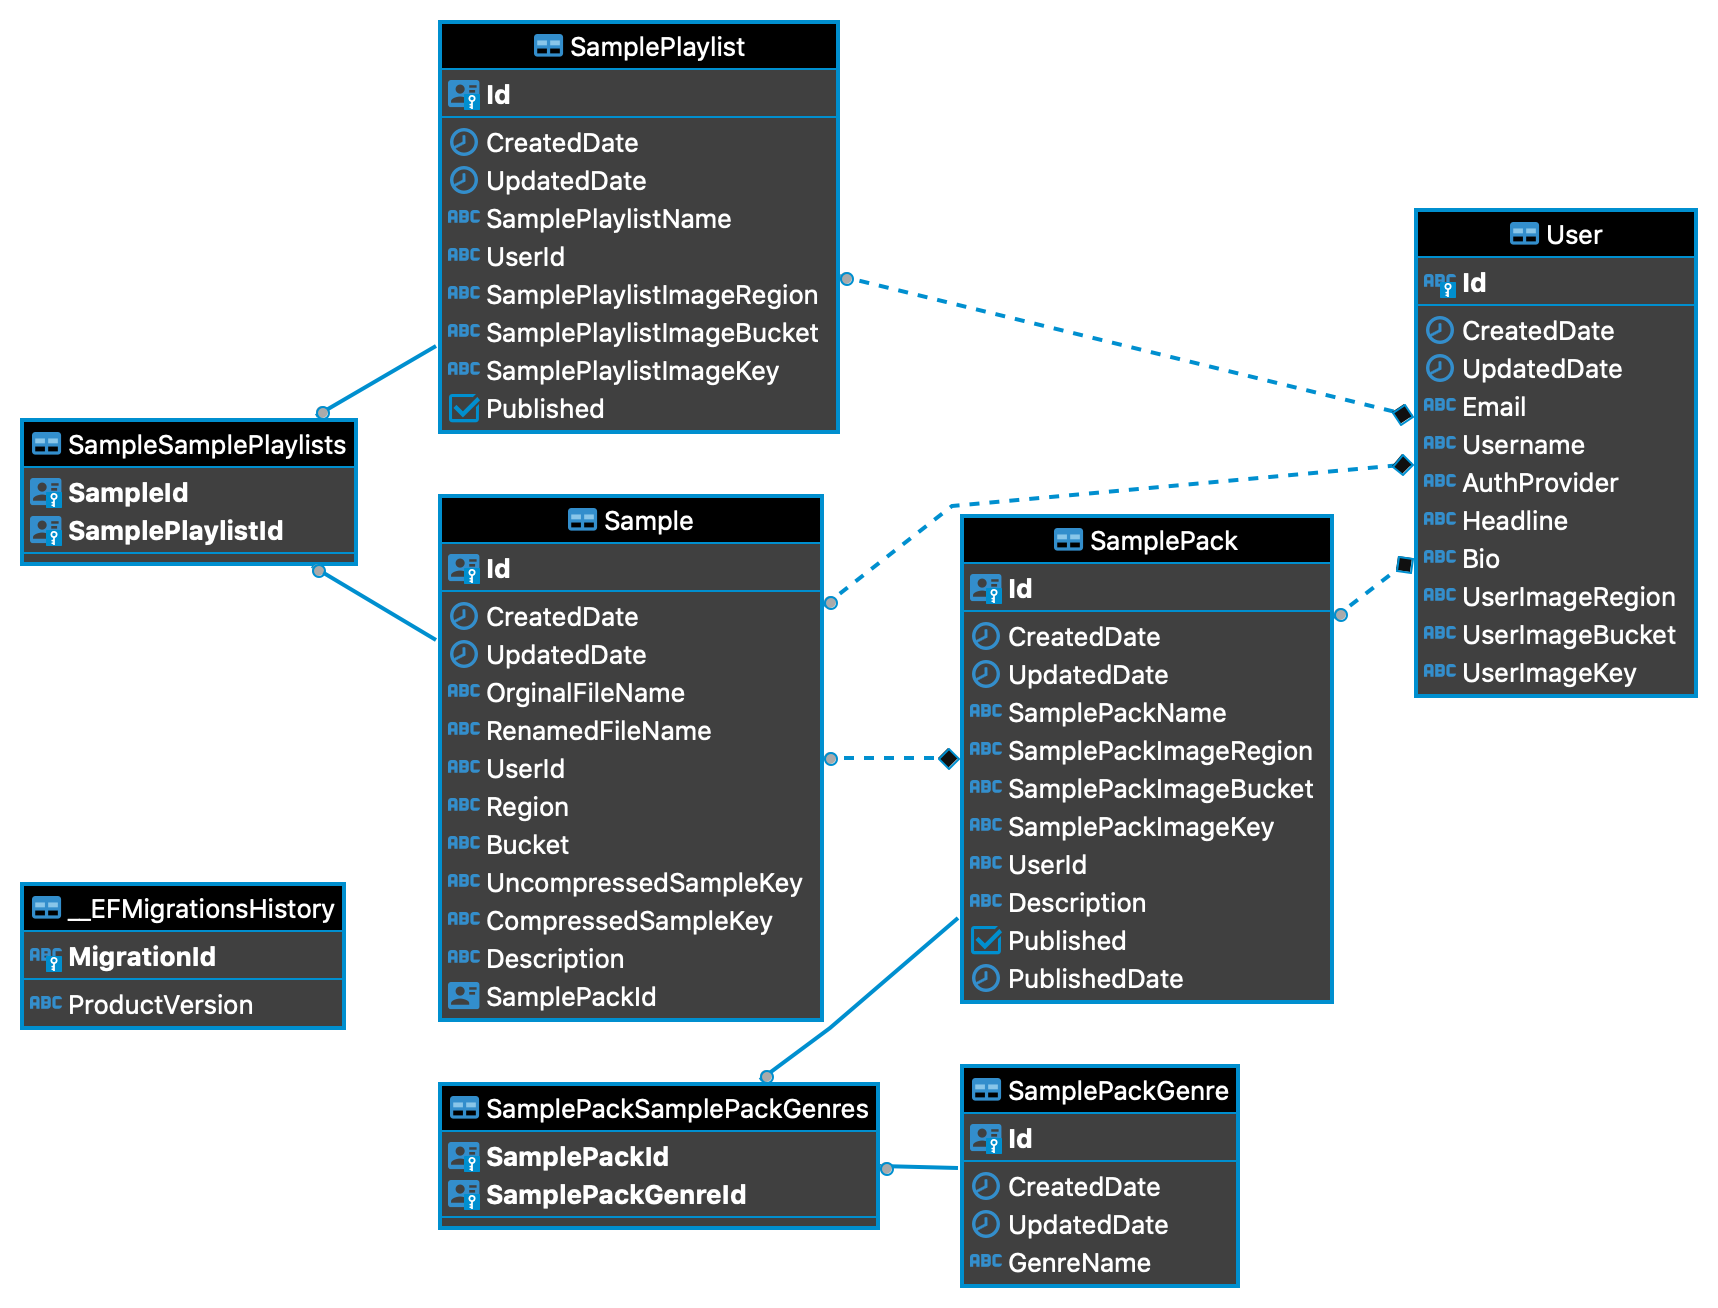 SamplePlaylist
Id
CreatedDate
UpdatedDate
ABC SamplePlaylistName
ABC UserId
ABC SamplePlaylistImageRegion
ABC SamplePlaylistImageBucket
ABC SamplePlaylistImageKey
Published
User
ABC Id
CreatedDate
UpdatedDate
ABC Email
ABC Username
ABC AuthProvider
ABC Headline
ABC Bio
ABC UserImageRegion
ABC UserImageBucket
ABC UserImageKey
SampleSamplePlaylists
SampleId
SamplePlaylistId
Sample
Id
CreatedDate
UpdatedDate
ABC OrginalFileName
ABC RenamedFileName
ABC UserId
ABC Region
ABC Bucket
ABC UncompressedSampleKey
ABC CompressedSampleKey
ABC Description
SamplePackId
SamplePack
Id
CreatedDate
UpdatedDate
ABC SamplePackName
ABC SamplePackImageRegion
ABC SamplePackImageBucket
ABC SamplePackImageKey
ABC UserId
ABC Description
Published
PublishedDate
__EFMigrationsHistory
ABC MigrationId
ABC ProductVersion
SamplePackSamplePackGenres
SamplePackId
SamplePackGenreId
SamplePackGenre
Id
CreatedDate
UpdatedDate
ABC GenreName